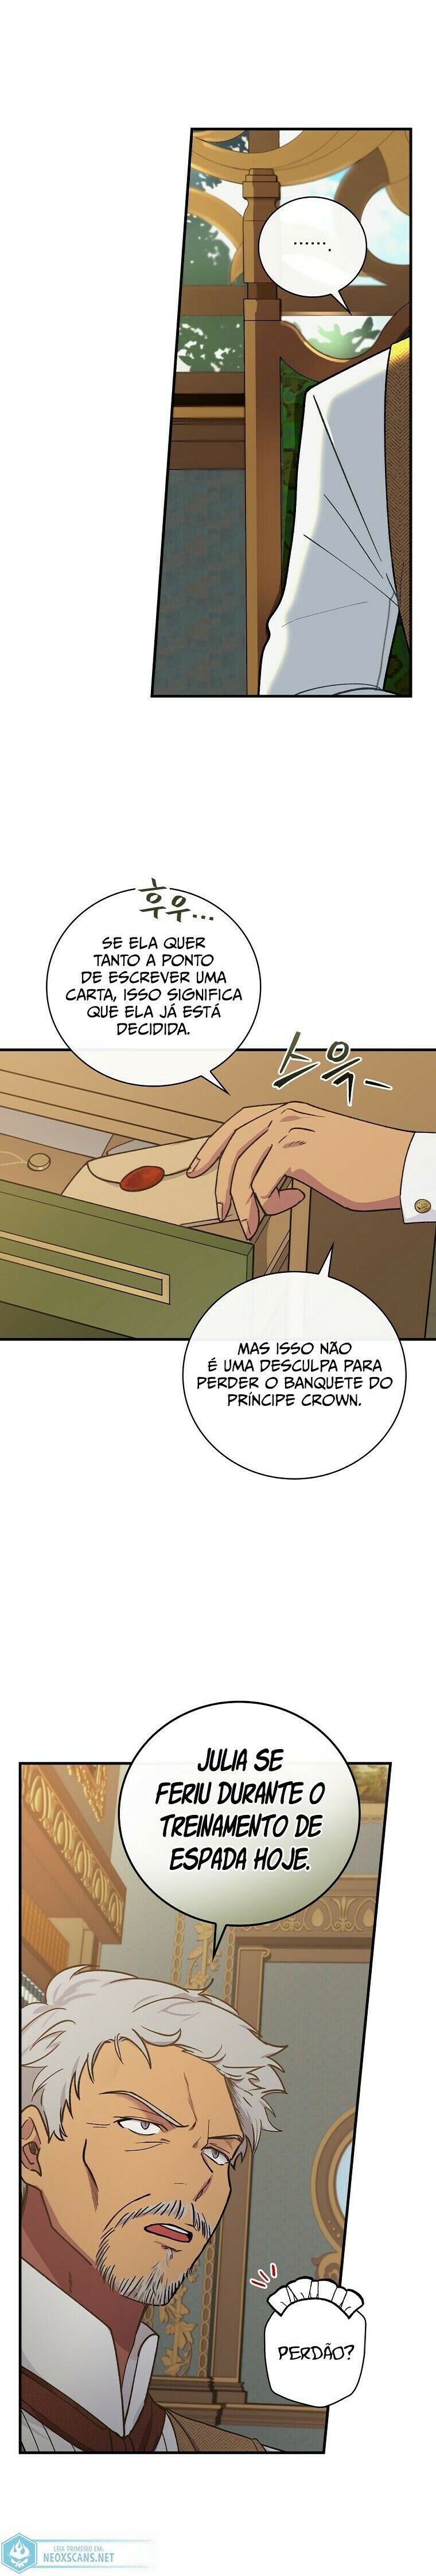 .......
후우...
SE ELA QUER
TANTO A PONTO
DE ESCREVER UMA
CARTA, ISSO SIGNIFICA
QUE ELA JÁ ESTÁ
DECIDIDA.
스윽-
MAS ISSO NÃO
É UMA DESCULPA PARA
PERDER O BANQUETE DO
PRÍNCIPE CROWN.
JULIA SE
FERIU DURANTE O
TREINAMENTO DE
ESPADA HOJE.
PERDÃO?
LEIA PRIMEIRO EM:
NEOXSCANS.NET